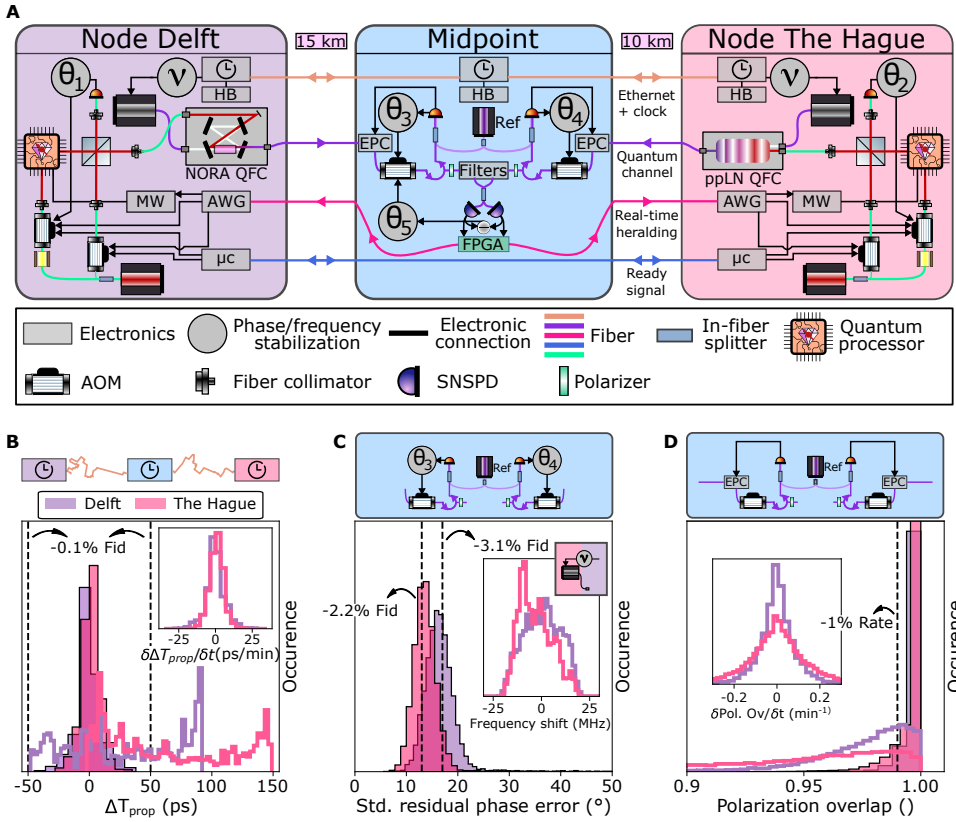 A
Node Delft
15 km
Midpoint
10 km
Node The Hague
θ1
ν
HB
HB
Ethernet
+ clock
HB
ν
θ2
θ3
Ref
θ4
EPC
EPC
NORA QFC
Filters
Quantum
channel
ppLN QFC
MW
AWG
θ5
FPGA
Real-time
heralding
AWG
MW
μc
Ready
signal
μc
Electronics
Phase/frequency
stabilization
Electronic
connection
Fiber
In-fiber
splitter
Quantum
processor
AOM
Fiber collimator
SNSPD
Polarizer
B
Delft
The Hague
-0.1% Fid
-25 0 25
δΔTprop/δt(ps/min)
Occurence
-50 0 50 100 150
ΔTprop (ps)
C
θ3
Ref
θ4
-3.1% Fid
-2.2% Fid
ν
-25 0 25
Frequency shift (MHz)
Occurence
0 10 20 30 40 50
Std. residual phase error (°)
D
EPC
Ref
EPC
-1% Rate
-0.3 0 0.3
δPol. Ov/δt (min⁻¹)
Occurence
0.9 0.95 1.00
Polarization overlap ()